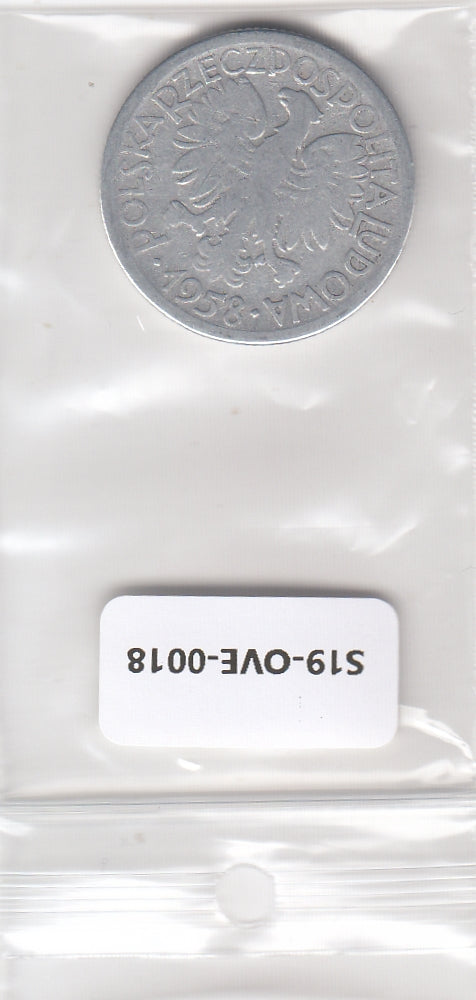 POLSKA RZECZPOSPOLITA LUDOWA
· 1958 ·
S19-OVE-0018